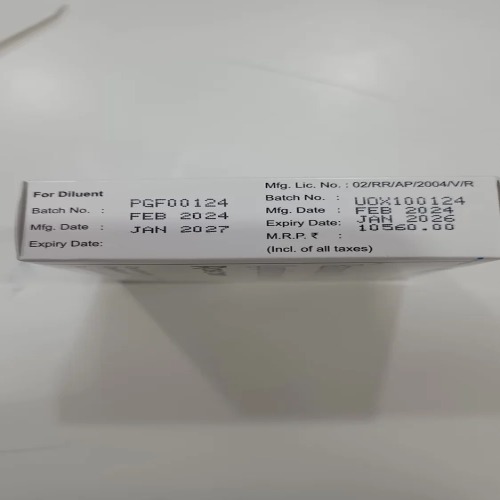 For Diluent
Batch No. : PGF00124
Mfg. Date : FEB 2024
Expiry Date: JAN 2027
Mfg. Lic. No. : 02/RR/AP/2004/V/R
Batch No. : UOX100124
Mfg. Date : FEB 2024
Expiry Date: JAN 2026
M.R.P. ₹ : 10560.00
(Incl. of all taxes)